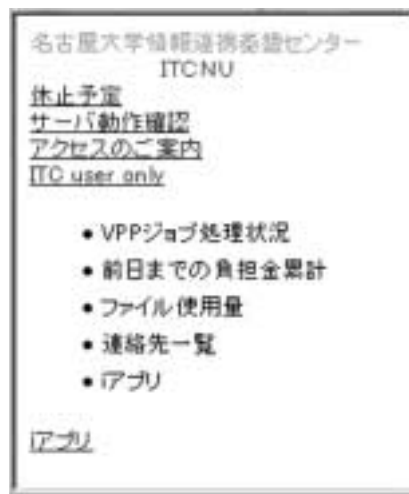 名古屋大学情報連携基盤センター
ITCNU
休止予定
サーバ動作確認
アクセスのご案内
ITC user only
• VPPジョブ処理状況
• 前日までの負担金累計
• ファイル使用量
• 連絡先一覧
• iアプリ
iアプリ